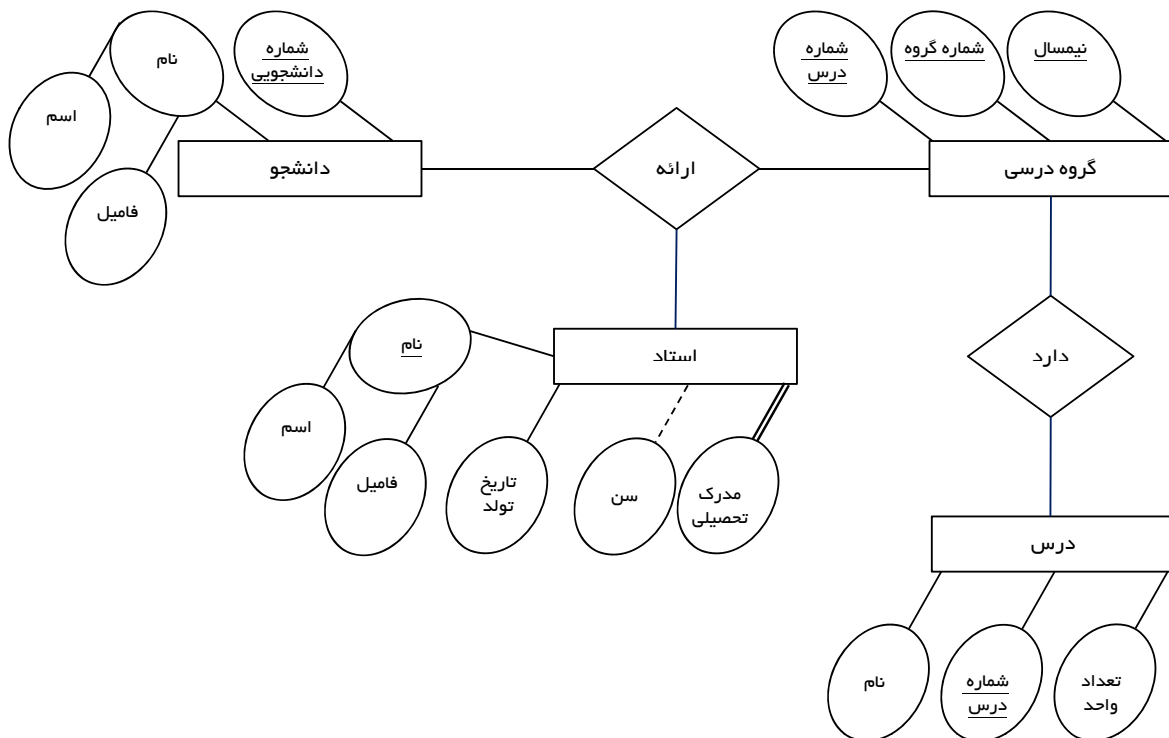 نیمسال
شماره گروه
شماره
درس
شماره
دانشجویی
نام
اسم
فامیل
گروه درسی
ارائه
دانشجو
استاد
نام
اسم
فامیل
تاریخ
تولد
سن
مدرک
تحصیلی
دارد
درس
تعداد
واحد
شماره
درس
نام